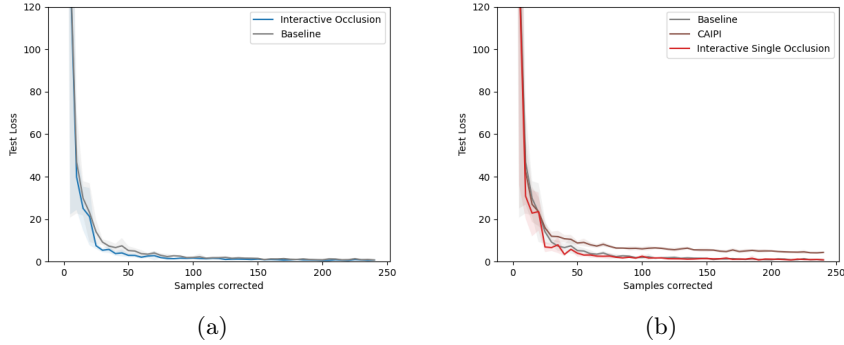 Interactive Occlusion
Baseline
Test Loss
120
100
80
60
40
20
0
0 50 100 150 200 250
Samples corrected
(a)
Baseline
CAIPI
Interactive Single Occlusion
Test Loss
120
100
80
60
40
20
0
0 50 100 150 200 250
Samples corrected
(b)